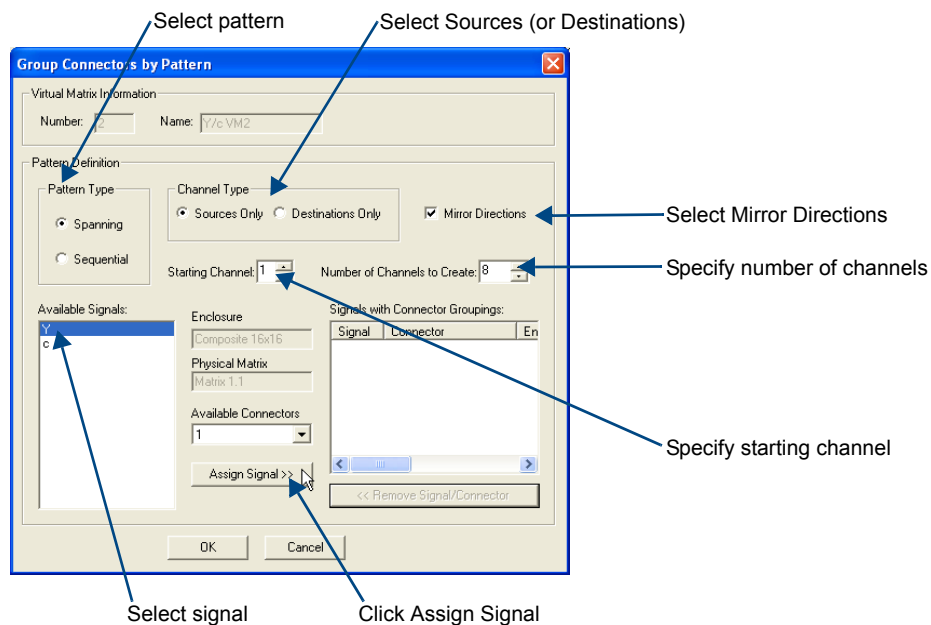 Select pattern
Select Sources (or Destinations)
Group Connectors by Pattern
Virtual Matrix Information
Number: 2 Name: Y/c VM2
Pattern Definition
Pattern Type
Channel Type
Spanning
Sources Only Destinations Only
Mirror Directions
Select Mirror Directions
Sequential
Starting Channel: 1
Number of Channels to Create: 8
Specify number of channels
Available Signals:
Y
c
Enclosure
Composite 16x16
Physical Matrix
Matrix 1.1
Available Connectors
1
Assign Signal >>
Signals with Connector Groupings:
Signal Connector En
<< Remove Signal/Connector
Specify starting channel
OK Cancel
Select signal
Click Assign Signal